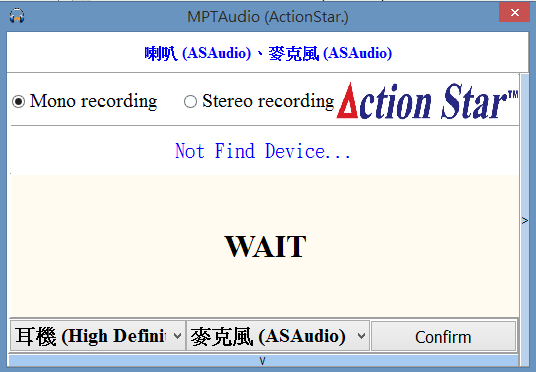 MPTAudio (ActionStar.)
喇叭 (ASAudio)、麥克風 (ASAudio)
Mono recording
Stereo recording
Action Star™
Not Find Device...
WAIT
耳機 (High Defini
麥克風 (ASAudio)
Confirm